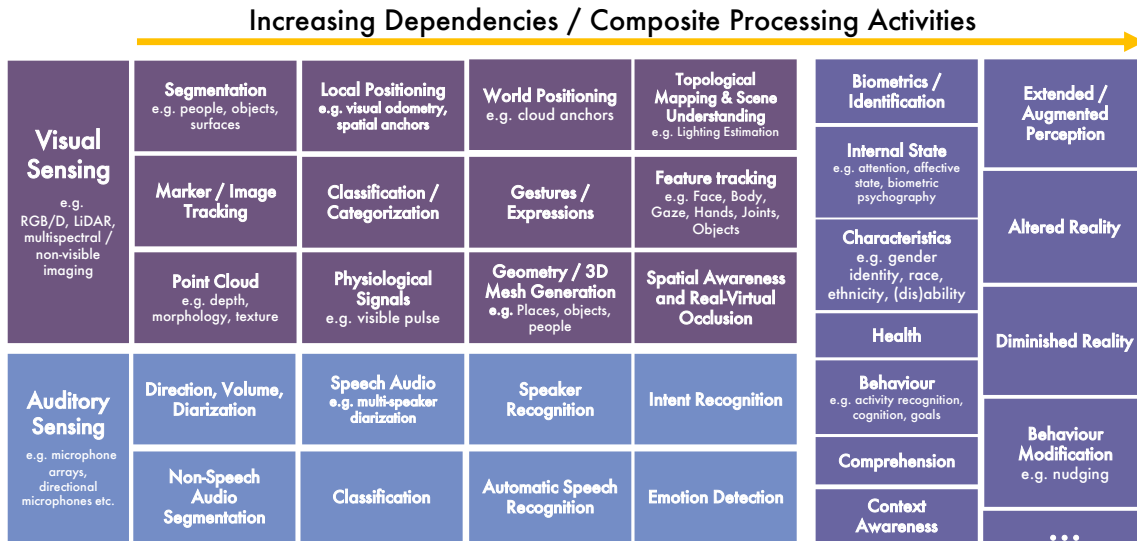 Increasing Dependencies / Composite Processing Activities
Visual
Sensing
e.g.
RGB/D, LiDAR,
multispectral /
non-visible
imaging
Segmentation
e.g. people, objects,
surfaces
Local Positioning
e.g. visual odometry,
spatial anchors
World Positioning
e.g. cloud anchors
Topological
Mapping & Scene
Understanding
e.g. Lighting Estimation
Marker / Image
Tracking
Classification /
Categorization
Gestures /
Expressions
Feature tracking
e.g. Face, Body,
Gaze, Hands, Joints,
Objects
Point Cloud
e.g. depth,
morphology, texture
Physiological
Signals
e.g. visible pulse
Geometry / 3D
Mesh Generation
e.g. Places, objects,
people
Spatial Awareness
and Real-Virtual
Occlusion
Auditory
Sensing
e.g. microphone
arrays,
directional
microphones etc.
Direction, Volume,
Diarization
Speech Audio
e.g. multi-speaker
diarization
Speaker
Recognition
Intent Recognition
Non-Speech
Audio
Segmentation
Classification
Automatic Speech
Recognition
Emotion Detection
Biometrics /
Identification
Internal State
e.g. attention, affective
state, biometric
psychography
Characteristics
e.g. gender
identity, race,
ethnicity, (dis)ability
Health
Behaviour
e.g. activity recognition,
cognition, goals
Comprehension
Context
Awareness
Extended /
Augmented
Perception
Altered Reality
Diminished Reality
Behaviour
Modification
e.g. nudging
...